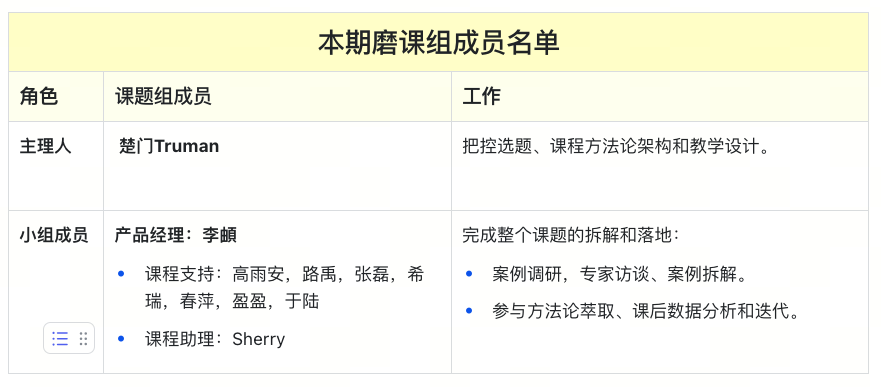 本期磨课组成员名单
角色
课题组成员
工作
主理人
楚门Truman
把控选题、课程方法论架构和教学设计。
小组成员
产品经理：李頔
课程支持：高雨安，路禹，张磊，希
瑞，春萍，盈盈，于陆
课程助理：Sherry
完成整个课题的拆解和落地：
案例调研，专家访谈、案例拆解。
参与方法论萃取、课后数据分析和迭代。